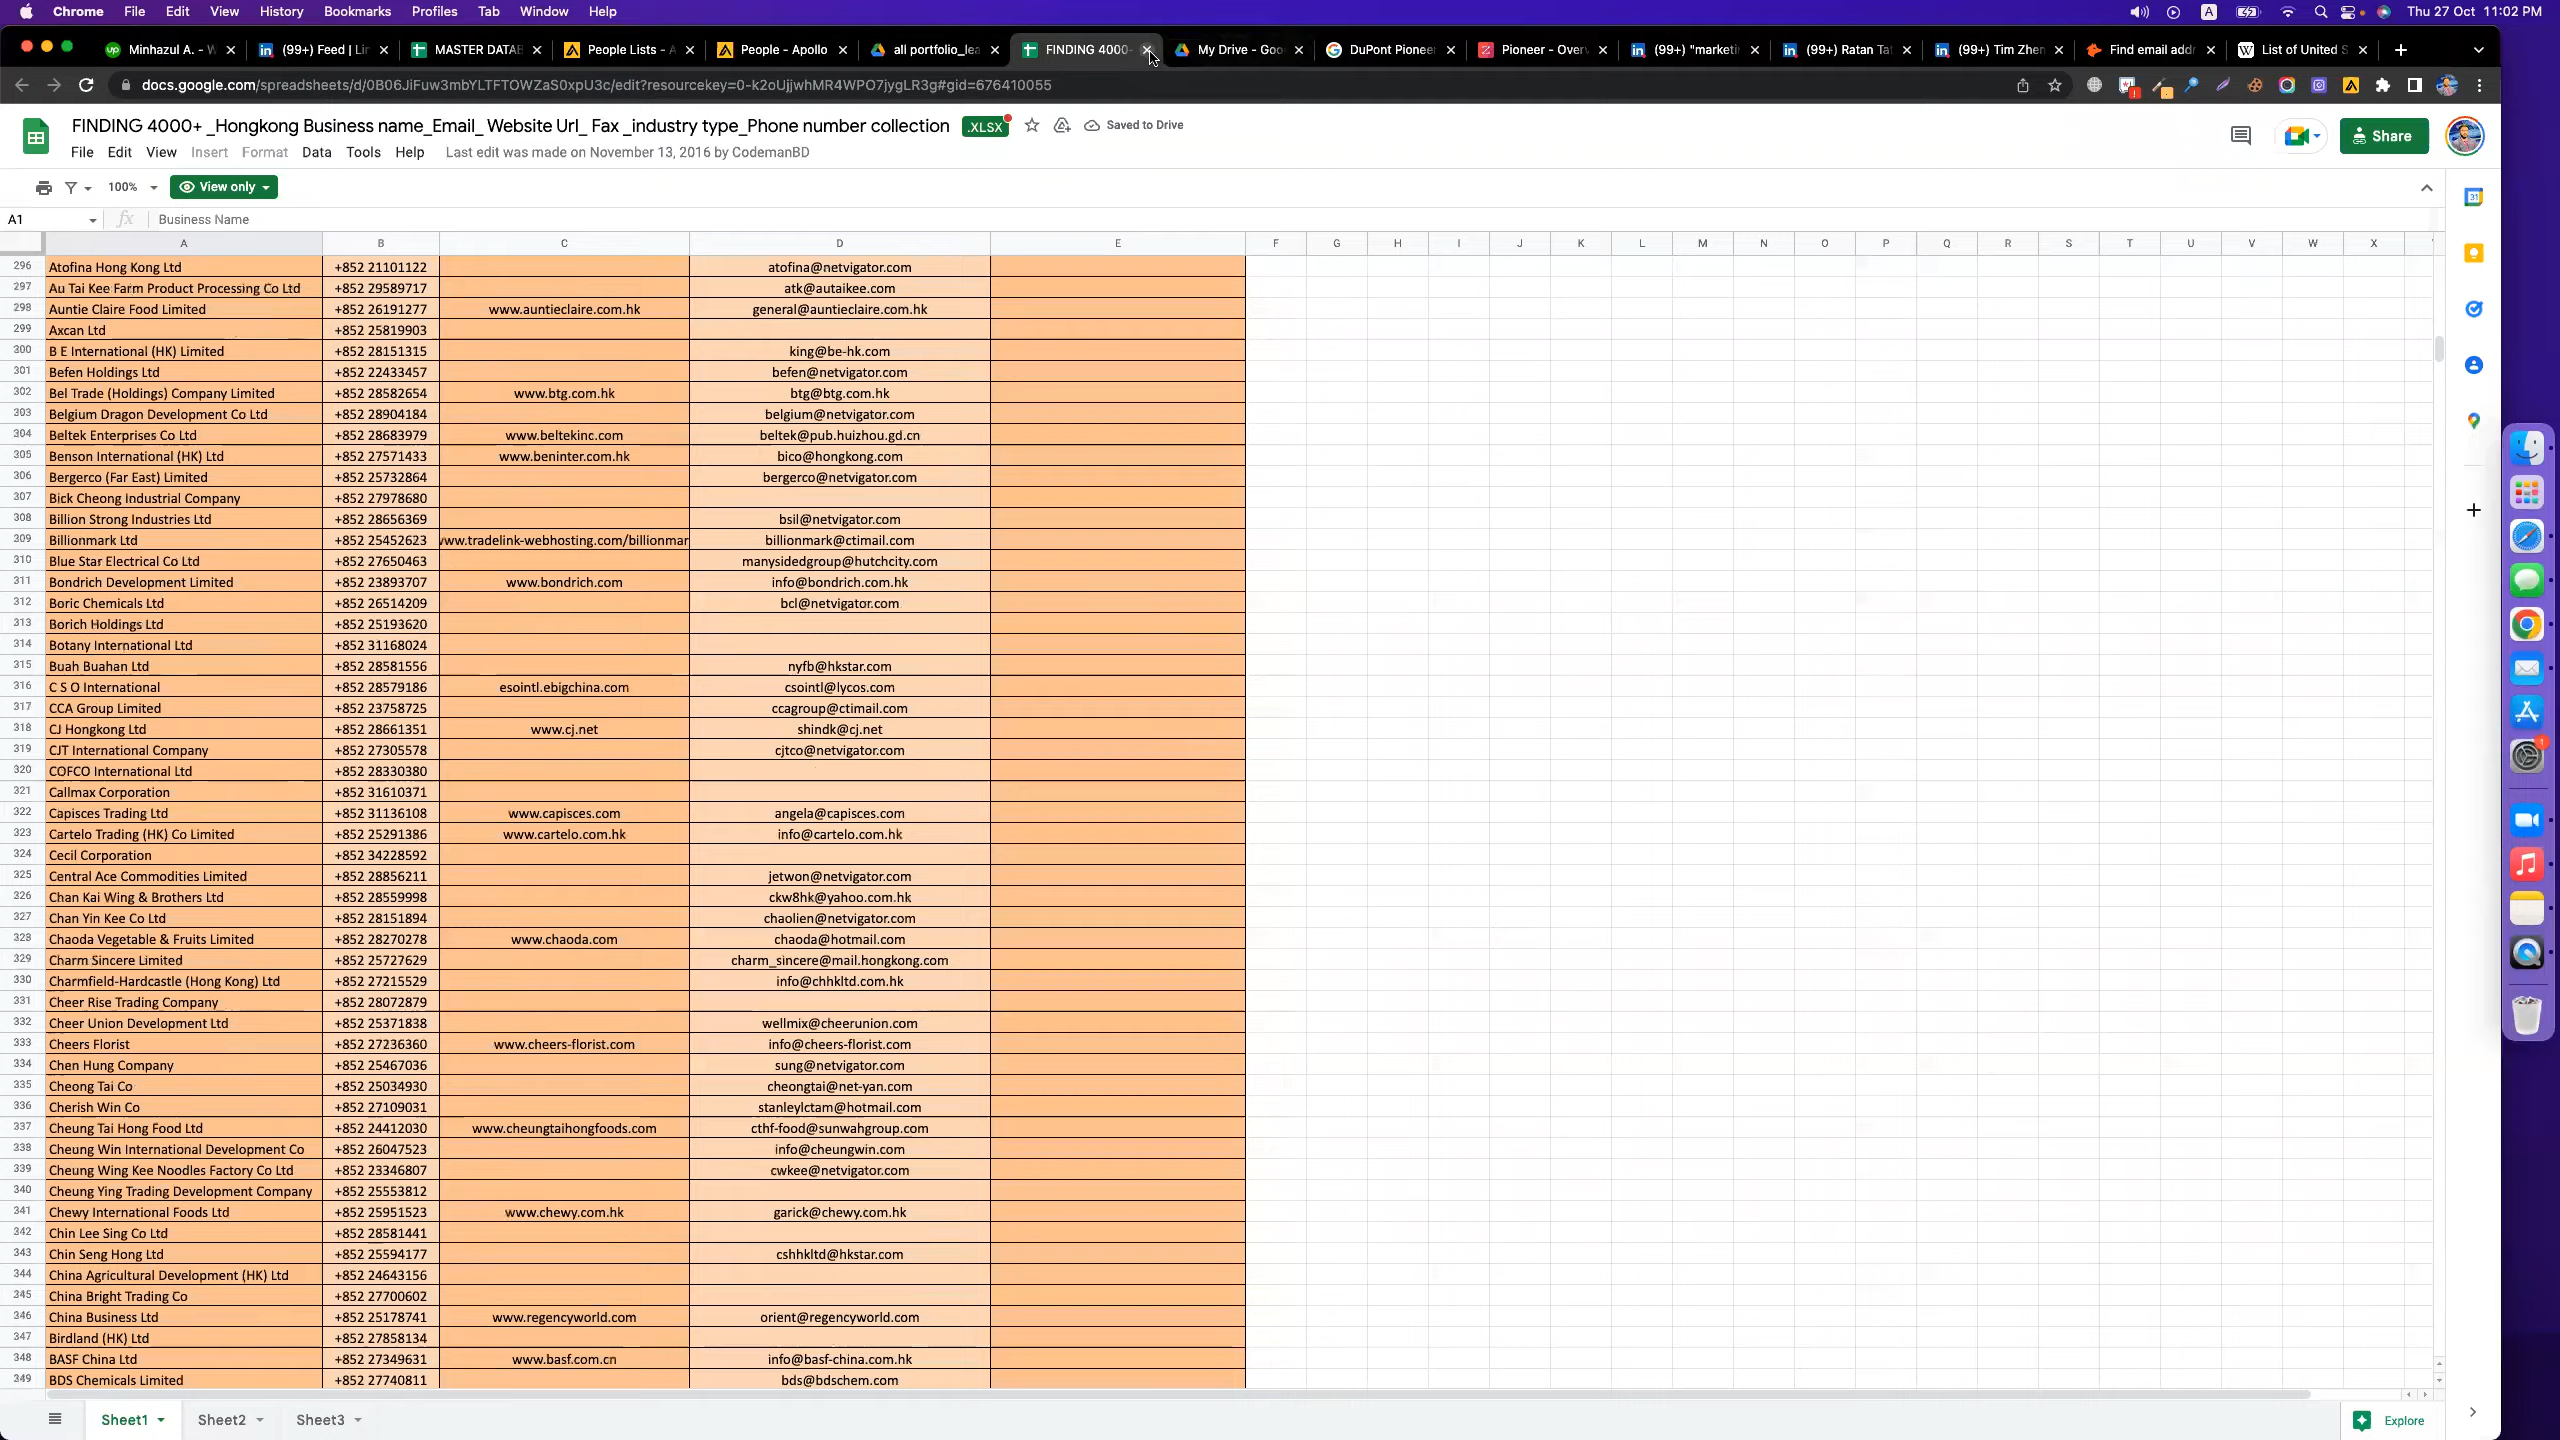 Chrome File Edit View History Bookmarks Profiles Tab Window Help A Thu 27 Oct 11:02 PM
Minhazul A. - W (99+) Feed | Lin MASTER DATAB People Lists - A People - Apollo all portfolio_lea FINDING 4000+ My Drive - Goo DuPont Pioneer Pioneer - Over (99+) "marketi (99+) Ratan Tat (99+) Tim Zhen Find email addr List of United S
docs.google.com/spreadsheets/d/0B06JiFuw3mbYLTFTOWZaS0xpU3c/edit?resourcekey=0-k2oUjjwhMR4WPO7jygLR3g#gid=676410055
FINDING 4000+ _Hongkong Business name_Email_ Website Url_ Fax _industry type_Phone number collection .XLSX Saved to Drive Share
File Edit View Insert Format Data Tools Help Last edit was made on November 13, 2016 by CodemanBD
100% View only
A1 fx Business Name
A B C D E F G H I J K L M N O P Q R S T U V W X
296 Atofina Hong Kong Ltd +852 21101122 atofina@netvigator.com
297 Au Tai Kee Farm Product Processing Co Ltd +852 29589717 atk@autaikee.com
298 Auntie Claire Food Limited +852 26191277 www.auntieclaire.com.hk general@auntieclaire.com.hk
299 Axcan Ltd +852 25819903
300 B E International (HK) Limited +852 28151315 king@be-hk.com
301 Befen Holdings Ltd +852 22433457 befen@netvigator.com
302 Bel Trade (Holdings) Company Limited +852 28582654 www.btg.com.hk btg@btg.com.hk
303 Belgium Dragon Development Co Ltd +852 28904184 belgium@netvigator.com
304 Beltek Enterprises Co Ltd +852 28683979 www.beltekinc.com beltek@pub.huizhou.gd.cn
305 Benson International (HK) Ltd +852 27571433 www.beninter.com.hk bico@hongkong.com
306 Bergerco (Far East) Limited +852 25732864 bergerco@netvigator.com
307 Bick Cheong Industrial Company +852 27978680
308 Billion Strong Industries Ltd +852 28656369 bsil@netvigator.com
309 Billionmark Ltd +852 25452623 www.tradelink-webhosting.com/billionmar billionmark@ctimail.com
310 Blue Star Electrical Co Ltd +852 27650463 manysidedgroup@hutchcity.com
311 Bondrich Development Limited +852 23893707 www.bondrich.com info@bondrich.com.hk
312 Boric Chemicals Ltd +852 26514209 bcl@netvigator.com
313 Borich Holdings Ltd +852 25193620
314 Botany International Ltd +852 31168024
315 Buah Buahan Ltd +852 28581556 nyfb@hkstar.com
316 C S O International +852 28579186 esointl.ebigchina.com csointl@lycos.com
317 CCA Group Limited +852 23758725 ccagroup@ctimail.com
318 CJ Hongkong Ltd +852 28661351 www.cj.net shindk@cj.net
319 CJT International Company +852 27305578 cjtco@netvigator.com
320 COFCO International Ltd +852 28330380
321 Callmax Corporation +852 31610371
322 Capisces Trading Ltd +852 31136108 www.capisces.com angela@capisces.com
323 Cartelo Trading (HK) Co Limited +852 25291386 www.cartelo.com.hk info@cartelo.com.hk
324 Cecil Corporation +852 34228592
325 Central Ace Commodities Limited +852 28856211 jetwon@netvigator.com
326 Chan Kai Wing & Brothers Ltd +852 28559998 ckw8hk@yahoo.com.hk
327 Chan Yin Kee Co Ltd +852 28151894 chaolien@netvigator.com
328 Chaoda Vegetable & Fruits Limited +852 28270278 www.chaoda.com chaoda@hotmail.com
329 Charm Sincere Limited +852 25727629 charm_sincere@mail.hongkong.com
330 Charmfield-Hardcastle (Hong Kong) Ltd +852 27215529 info@chhkltd.com.hk
331 Cheer Rise Trading Company +852 28072879
332 Cheer Union Development Ltd +852 25371838 wellmix@cheerunion.com
333 Cheers Florist +852 27236360 www.cheers-florist.com info@cheers-florist.com
334 Chen Hung Company +852 25467036 sung@netvigator.com
335 Cheong Tai Co +852 25034930 cheongtai@net-yan.com
336 Cherish Win Co +852 27109031 stanleylctam@hotmail.com
337 Cheung Tai Hong Food Ltd +852 24412030 www.cheungtaihongfoods.com cthf-food@sunwahgroup.com
338 Cheung Win International Development Co +852 26047523 info@cheungwin.com
339 Cheung Wing Kee Noodles Factory Co Ltd +852 23346807 cwkee@netvigator.com
340 Cheung Ying Trading Development Company +852 25553812
341 Chewy International Foods Ltd +852 25951523 www.chewy.com.hk garick@chewy.com.hk
342 Chin Lee Sing Co Ltd +852 28581441
343 Chin Seng Hong Ltd +852 25594177 cshhkltd@hkstar.com
344 China Agricultural Development (HK) Ltd +852 24643156
345 China Bright Trading Co +852 27700602
346 China Business Ltd +852 25178741 www.regencyworld.com orient@regencyworld.com
347 Birdland (HK) Ltd +852 27858134
348 BASF China Ltd +852 27349631 www.basf.com.cn info@basf-china.com.hk
349 BDS Chemicals Limited +852 27740811 bds@bdschem.com
Sheet1 Sheet2 Sheet3 Explore